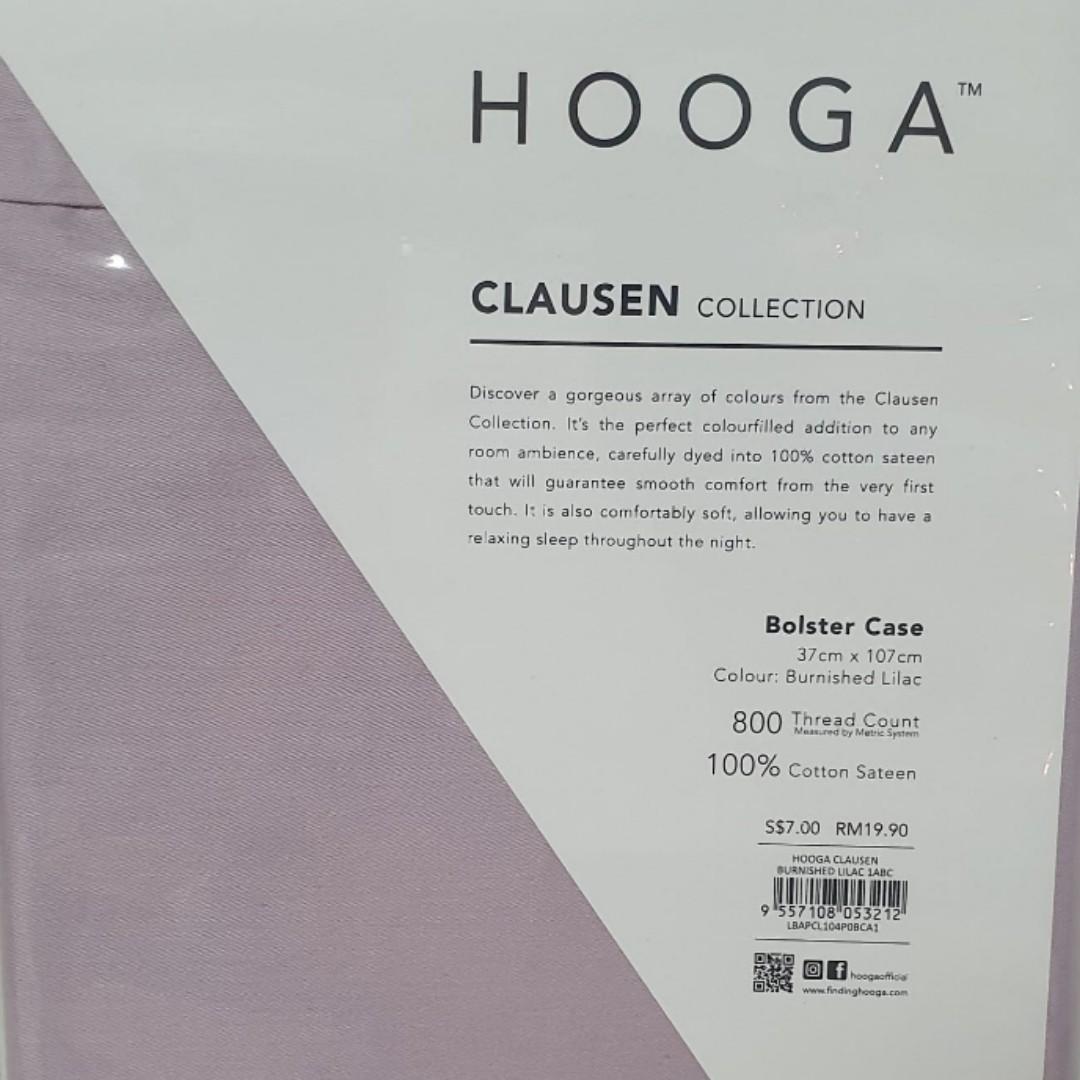 HOOGA™
CLAUSEN COLLECTION
Discover a gorgeous array of colours from the Clausen
Collection. It's the perfect colourfilled addition to any
room ambience, carefully dyed into 100% cotton sateen
that will guarantee smooth comfort from the very first
touch. It is also comfortably soft, allowing you to have a
relaxing sleep throughout the night.
Bolster Case
37cm x 107cm
Colour: Burnished Lilac
800 Thread Count
Measured by Metric System
100% Cotton Sateen
S$7.00 RM19.90
HOOGA CLAUSEN
BURNISHED LILAC 1ABC
9 557108 053212
LBAPCL104P0BCA1
hoogaofficial
www.findinghooga.com